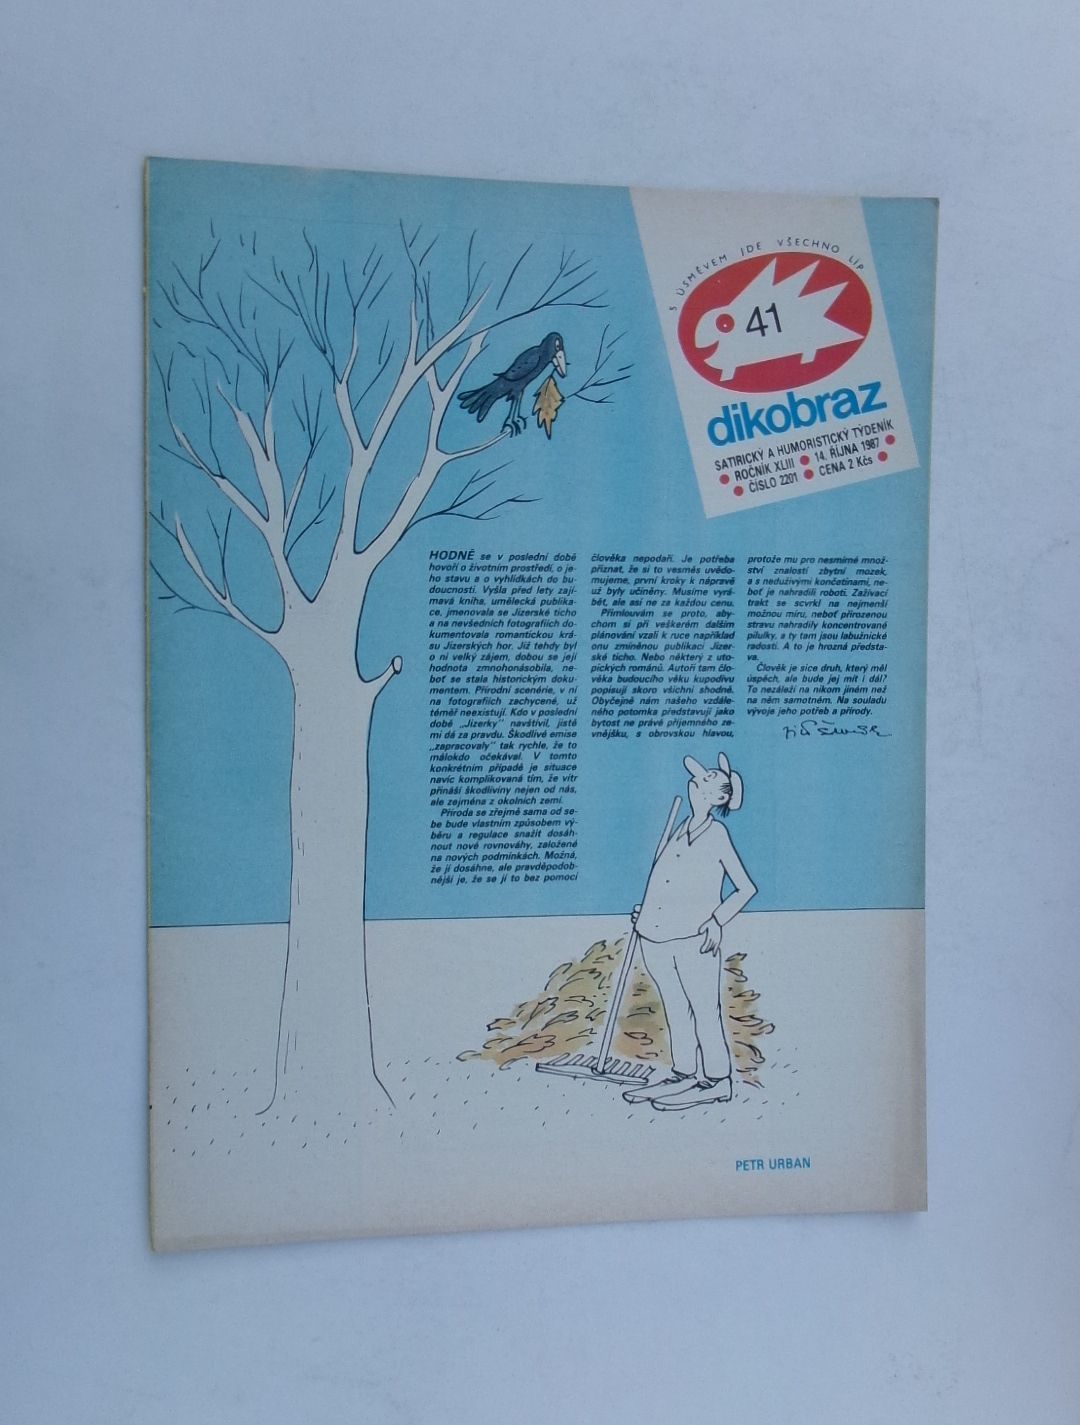 S ÚSMĚVEM JDE VŠECHNO LÍP
41
dikobraz
SATIRICKÝ A HUMORISTICKÝ TÝDENÍK
● ROČNÍK XLIII ● 14. ŘÍJNA 1987 ●
● ČÍSLO 2201 ● CENA 2 Kčs ●
HODNĚ se v poslední době
hovoří o životním prostředí, o je-
ho stavu a o vyhlídkách do bu-
doucnosti. Vyšla před lety zají-
mavá kniha, umělecká publika-
ce, jmenovala se Jizerské ticho
a na nevšedních fotografiích do-
kumentovala romantickou krá-
su Jizerských hor. Již tehdy byl
o ni velký zájem, dobou se její
hodnota zmnohonásobila, ne-
boť se stala historickým doku-
mentem. Přírodní scenérie, v ní
na fotografiích zachycené, už
téměř neexistují. Kdo v poslední
době „Jizerky" navštívil, jistě
mi dá za pravdu. Škodlivé emise
„zapracovaly" tak rychle, že to
málokdo očekával. V tomto
konkrétním případě je situace
navíc komplikovaná tím, že vítr
přináší škodliviny nejen od nás,
ale zejména z okolních zemí.
Příroda se zřejmě sama od se-
be bude vlastním způsobem vý-
běru a regulace snažit dosáh-
nout nové rovnováhy, založené
na nových podmínkách. Možná,
že jí dosáhne, ale pravděpodob-
nější je, že se jí to bez pomoci
člověka nepodaří. Je potřeba
přiznat, že si to vesměs uvědo-
mujeme, první kroky k nápravě
už byly učiněny. Musíme vyrá-
bět, ale asi ne za každou cenu.
Přimlouvám se proto, aby-
chom si při veškerém dalším
plánování vzali k ruce například
onu zmíněnou publikaci Jizer-
ské ticho. Nebo některý z uto-
pických románů. Autoři tam člo-
věka budoucího věku kupodivu
popisují skoro všichni shodně.
Obyčejně nám našeho vzdále-
ného potomka představují jako
bytost ne právě příjemného ze-
vnějšku, s obrovskou hlavou,
protože mu pro nesmírné množ-
ství znalostí zbytní mozek,
a s neduživými končetinami, ne-
boť je nahradili roboti. Zažívací
trakt se scvrkl na nejmenší
možnou míru, neboť přirozenou
stravu nahradily koncentrované
pilulky, a ty tam jsou labužnické
radosti. A to je hrozná předsta-
va.
Člověk je sice druh, který měl
úspěch, ale bude jej mít i dál?
To nezáleží na nikom jiném než
na něm samotném. Na souladu
vývoje jeho potřeb a přírody.
PETR URBAN